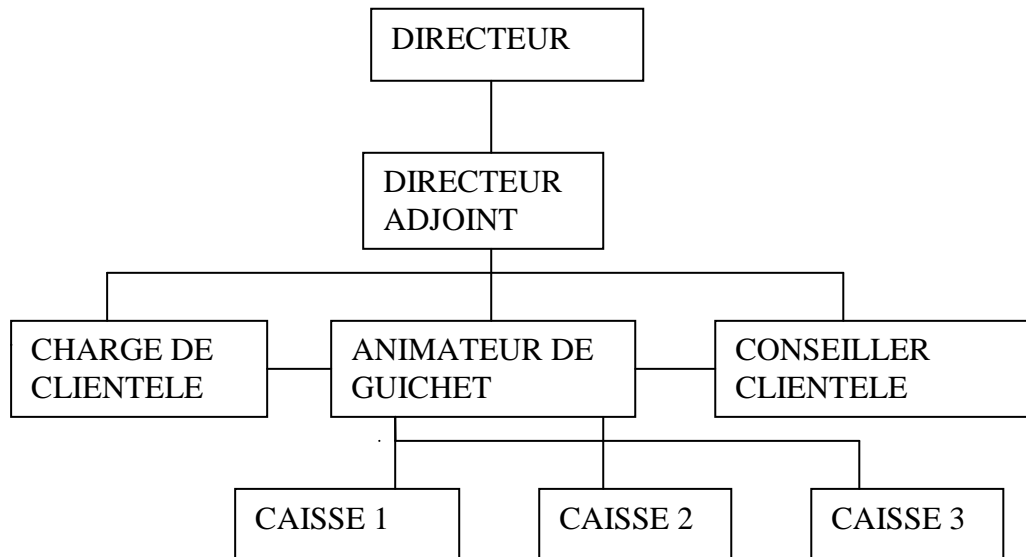 DIRECTEUR
DIRECTEUR
ADJOINT
CHARGE DE
CLIENTELE
ANIMATEUR DE
GUICHET
CONSEILLER
CLIENTELE
CAISSE 1
CAISSE 2
CAISSE 3